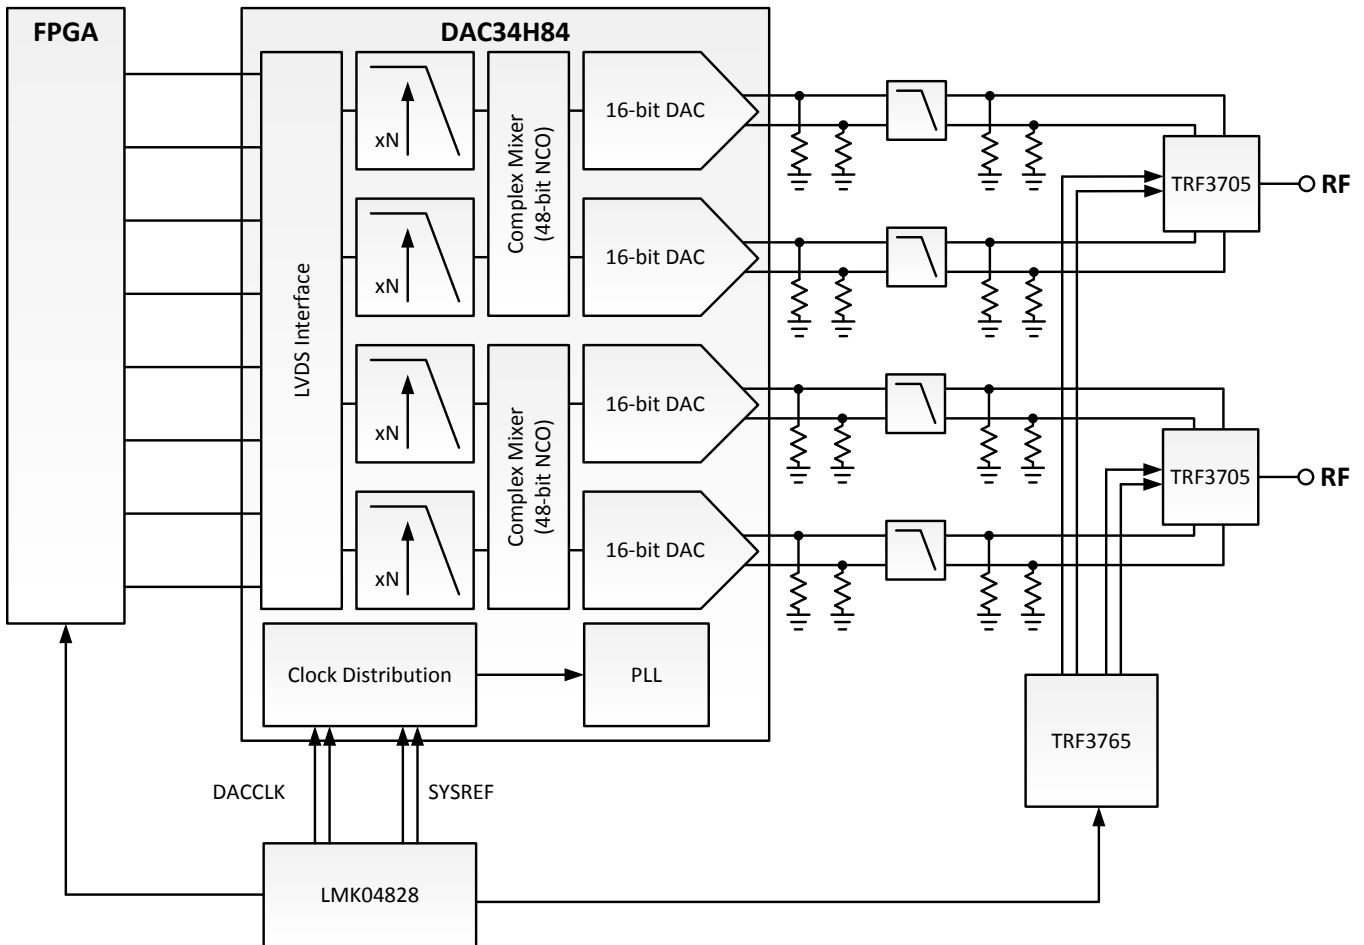 FPGA
DAC34H84
LVDS Interface
xN
xN
xN
xN
Complex Mixer
(48-bit NCO)
Complex Mixer
(48-bit NCO)
16-bit DAC
16-bit DAC
16-bit DAC
16-bit DAC
TRF3705
RF
TRF3705
RF
Clock Distribution
PLL
TRF3765
DACCLK
SYSREF
LMK04828